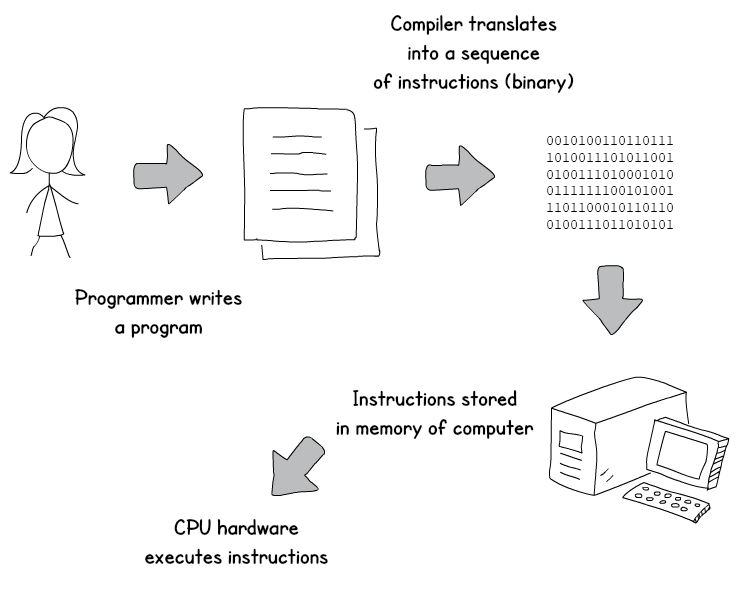 Compiler translates
into a sequence
of instructions (binary)
0010100110110111
1010011101011001
0100111010001010
0111111100101001
1101100010110110
0100111011010101
Programmer writes
a program
Instructions stored
in memory of computer
CPU hardware
executes instructions